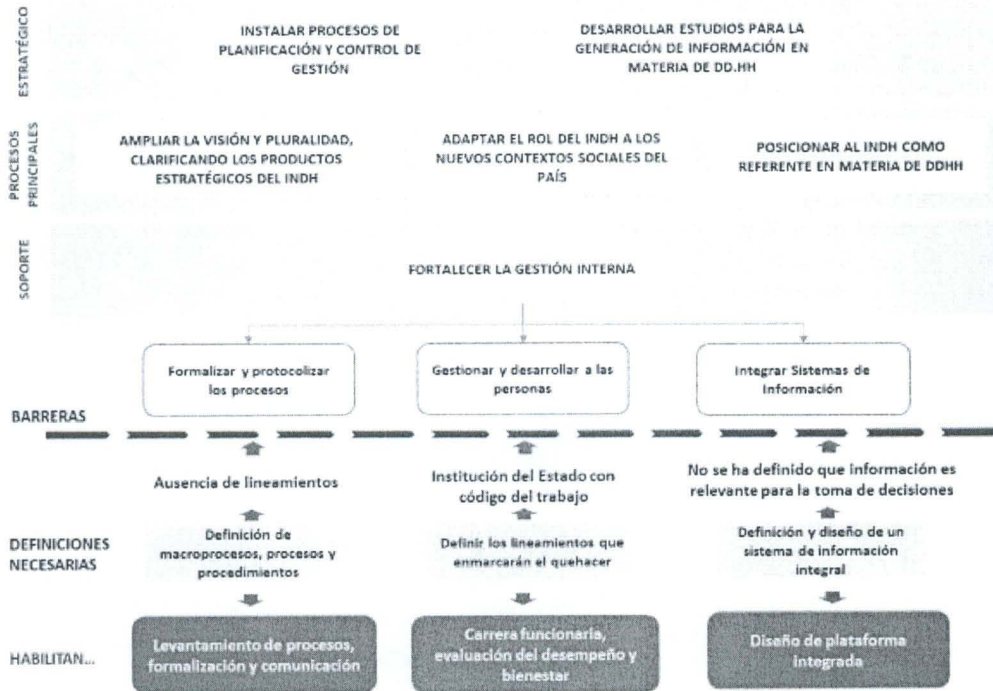 ESTRATÉGICO
INSTALAR PROCESOS DE
PLANIFICACIÓN Y CONTROL DE
GESTIÓN
DESARROLLAR ESTUDIOS PARA LA
GENERACIÓN DE INFORMACIÓN EN
MATERIA DE DD.HH
PROCESOS
PRINCIPALES
AMPLIAR LA VISIÓN Y PLURALIDAD,
CLARIFICANDO LOS PRODUCTOS
ESTRATÉGICOS DEL INDH
ADAPTAR EL ROL DEL INDH A LOS
NUEVOS CONTEXTOS SOCIALES DEL
PAÍS
POSICIONAR AL INDH COMO
REFERENTE EN MATERIA DE DDHH
SOPORTE
FORTALECER LA GESTIÓN INTERNA
Formalizar y protocolizar
los procesos
Gestionar y desarrollar a las
personas
Integrar Sistemas de
Información
BARRERAS
Ausencia de lineamientos
Institución del Estado con
código del trabajo
No se ha definido que información es
relevante para la toma de decisiones
DEFINICIONES
NECESARIAS
Definición de
macroprocesos, procesos y
procedimientos
Definir los lineamientos que
enmarcarán el quehacer
Definición y diseño de un
sistema de información
integral
HABILITAN...
Levantamiento de procesos,
formalización y comunicación
Carrera funcionaria,
evaluación del desempeño y
bienestar
Diseño de plataforma
integrada